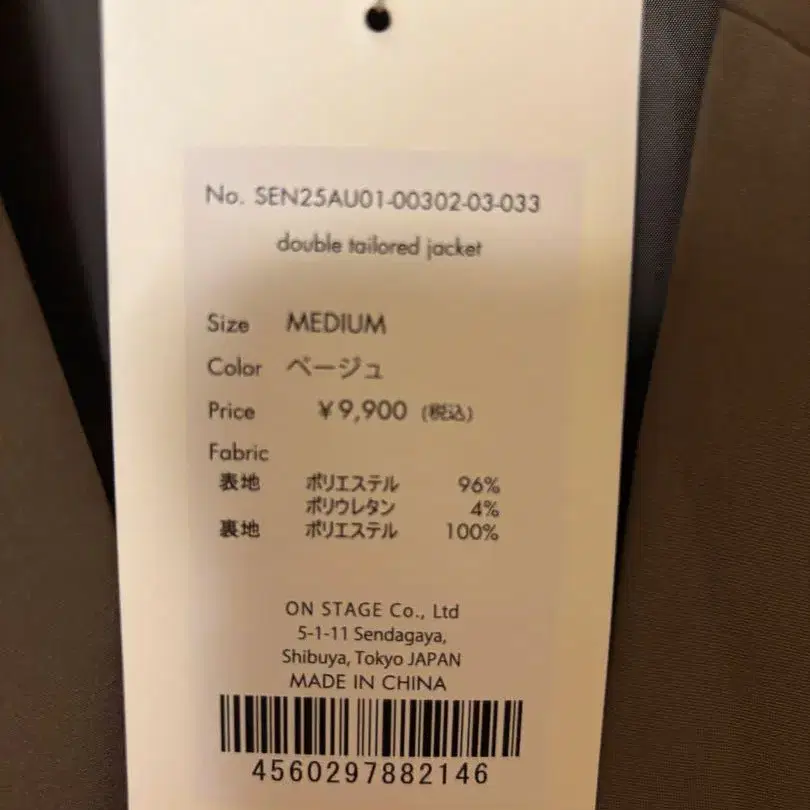 No. SEN25AU01-00302-03-033
double tailored jacket
Size MEDIUM
Color ベージュ
Price ¥9,900 (税込)
Fabric
表地 ポリエステル 96%
ポリウレタン 4%
裏地 ポリエステル 100%
ON STAGE Co., Ltd
5-1-11 Sendagaya,
Shibuya, Tokyo JAPAN
MADE IN CHINA
4560297882146